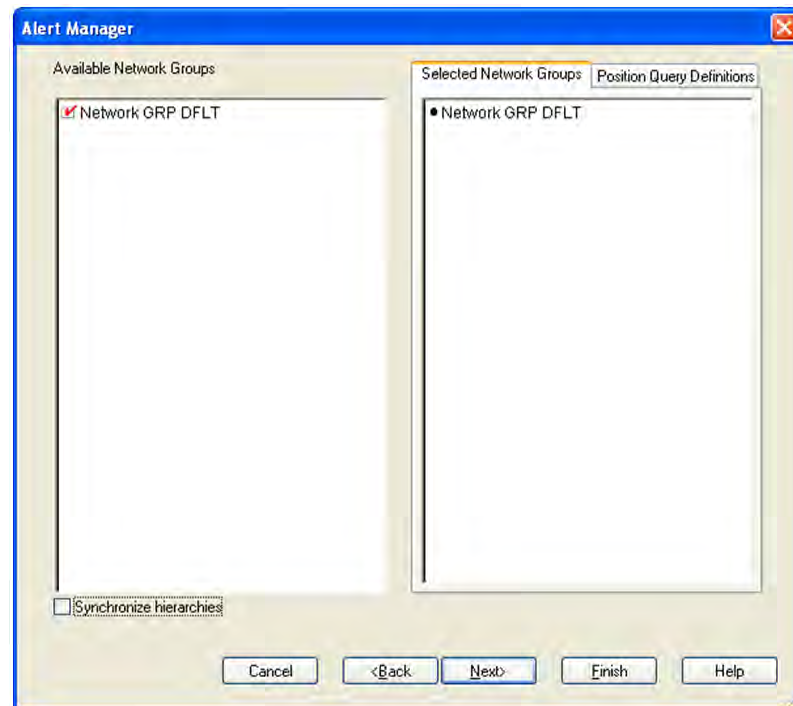 Alert Manager
Available Network Groups
Network GRP DFLT
Selected Network Groups
Position Query Definitions
Network GRP DFLT
Synchronize hierarchies
Cancel
<Back
Next>
Finish
Help